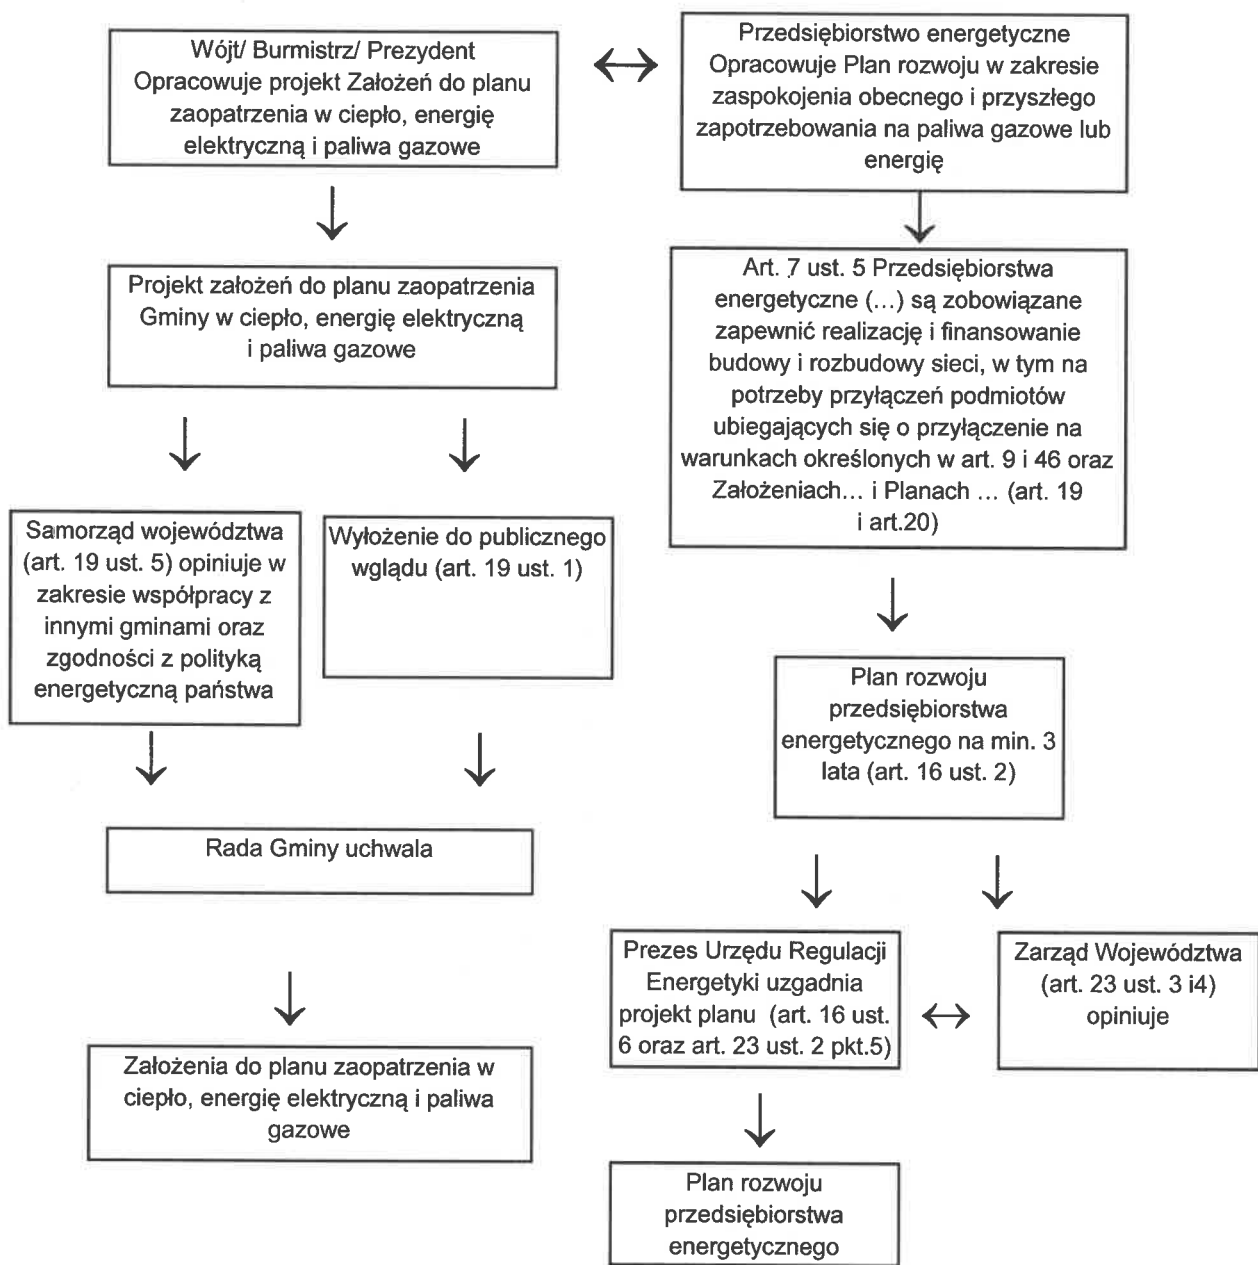 Wójt/ Burmistrz/ Prezydent
Opracowuje projekt Założeń do planu
zaopatrzenia w ciepło, energię
elektryczną i paliwa gazowe
Przedsiębiorstwo energetyczne
Opracowuje Plan rozwoju w zakresie
zaspokojenia obecnego i przyszłego
zapotrzebowania na paliwa gazowe lub
energię
Projekt założeń do planu zaopatrzenia
Gminy w ciepło, energię elektryczną
i paliwa gazowe
Art. 7 ust. 5 Przedsiębiorstwa
energetyczne (...) są zobowiązane
zapewnić realizację i finansowanie
budowy i rozbudowy sieci, w tym na
potrzeby przyłączeń podmiotów
ubiegających się o przyłączenie na
warunkach określonych w art. 9 i 46 oraz
Założeniach... i Planach ... (art. 19
i art.20)
Samorząd województwa
(art. 19 ust. 5) opiniuje w
zakresie współpracy z
innymi gminami oraz
zgodności z polityką
energetyczną państwa
Wyłożenie do publicznego
wglądu (art. 19 ust. 1)
Plan rozwoju
przedsiębiorstwa
energetycznego na min. 3
lata (art. 16 ust. 2)
Rada Gminy uchwala
Prezes Urzędu Regulacji
Energetyki uzgadnia
projekt planu (art. 16 ust.
6 oraz art. 23 ust. 2 pkt.5)
Zarząd Województwa
(art. 23 ust. 3 i4)
opiniuje
Założenia do planu zaopatrzenia w
ciepło, energię elektryczną i paliwa
gazowe
Plan rozwoju
przedsiębiorstwa
energetycznego